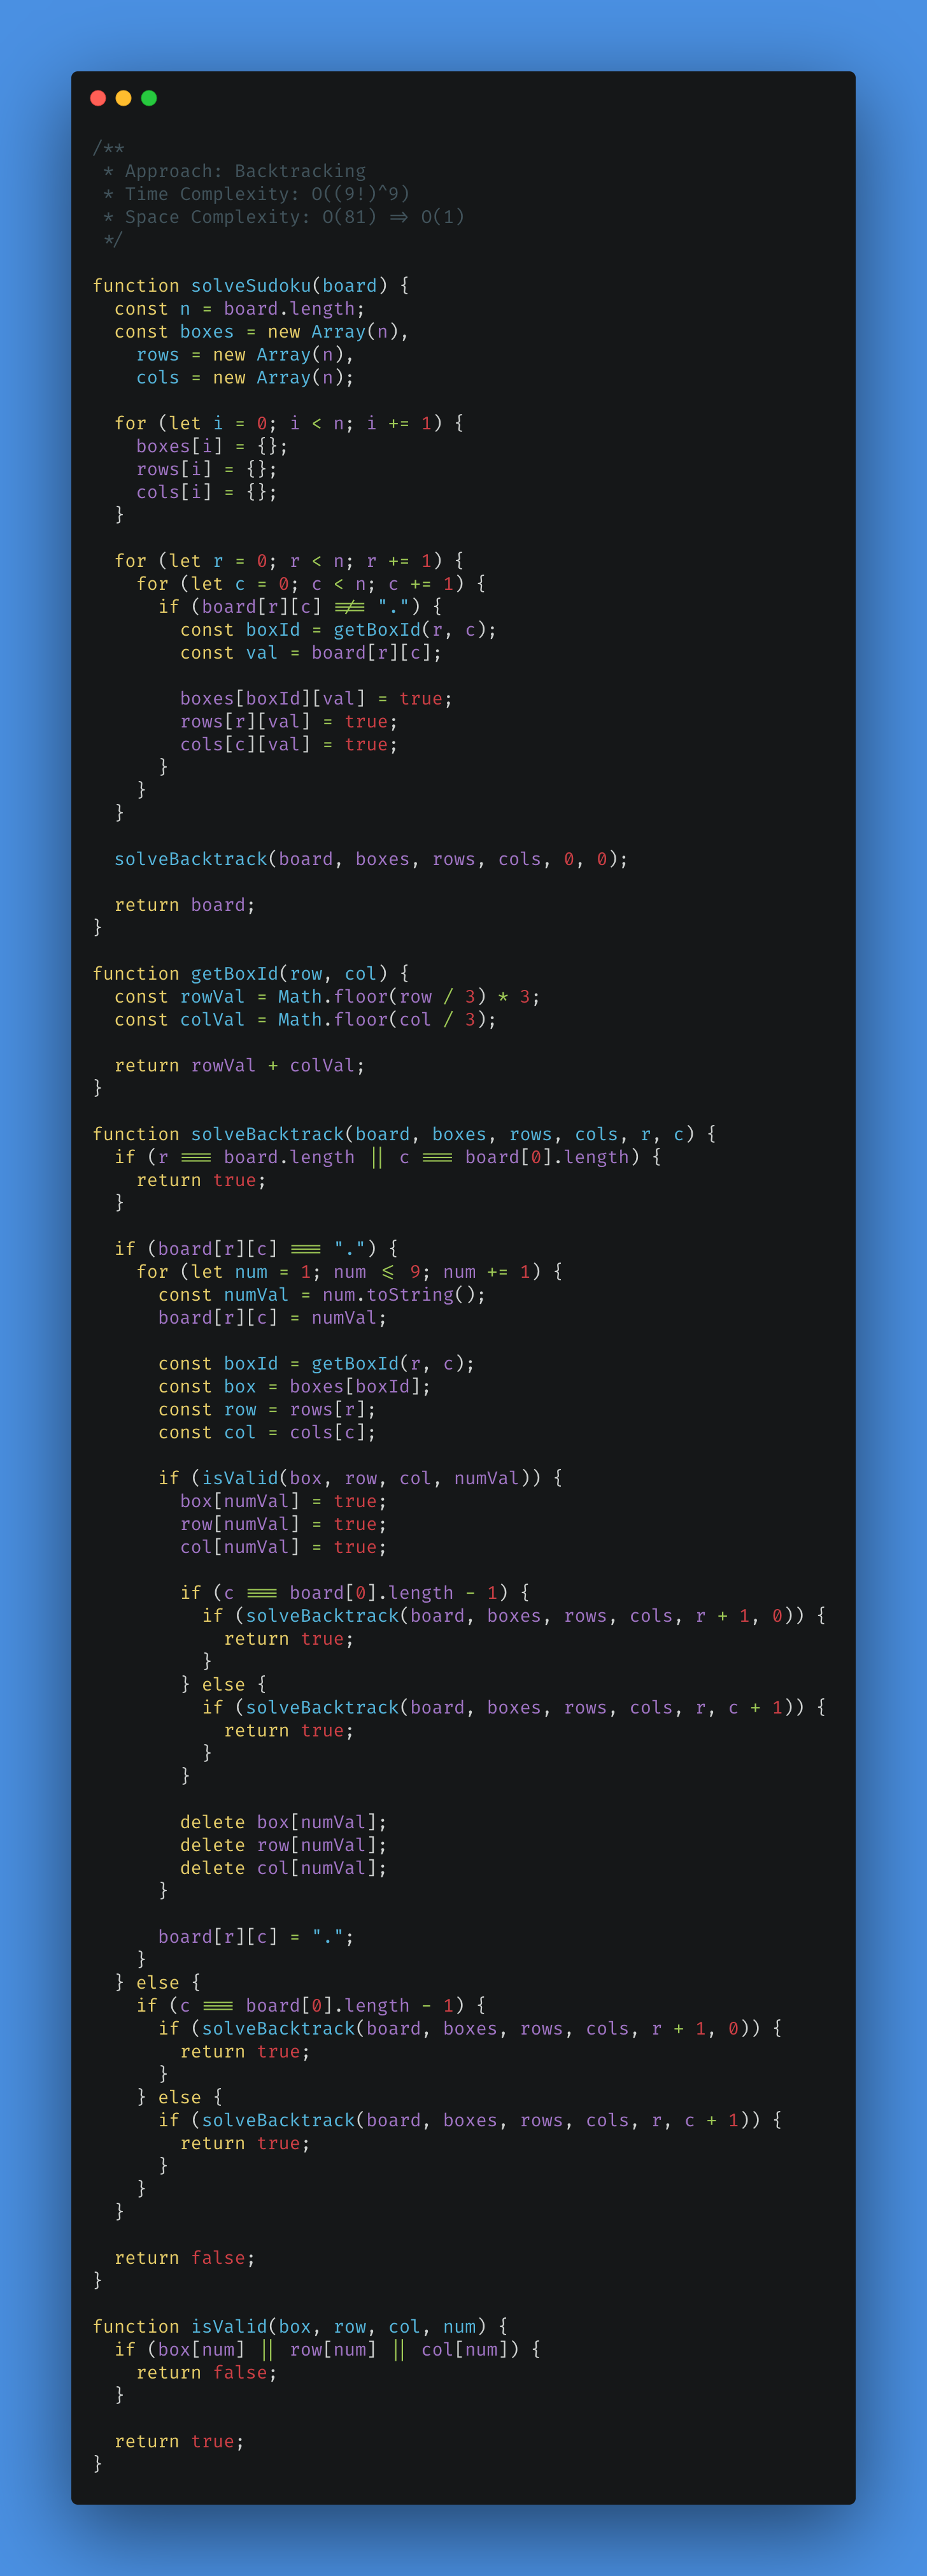 /**
 * Approach: Backtracking
 * Time Complexity: O((9!)^9)
 * Space Complexity: O(81) => O(1)
 */

function solveSudoku(board) {
  const n = board.length;
  const boxes = new Array(n),
    rows = new Array(n),
    cols = new Array(n);

  for (let i = 0; i < n; i += 1) {
    boxes[i] = {};
    rows[i] = {};
    cols[i] = {};
  }

  for (let r = 0; r < n; r += 1) {
    for (let c = 0; c < n; c += 1) {
      if (board[r][c] !== ".") {
        const boxId = getBoxId(r, c);
        const val = board[r][c];

        boxes[boxId][val] = true;
        rows[r][val] = true;
        cols[c][val] = true;
      }
    }
  }

  solveBacktrack(board, boxes, rows, cols, 0, 0);

  return board;
}

function getBoxId(row, col) {
  const rowVal = Math.floor(row / 3) * 3;
  const colVal = Math.floor(col / 3);

  return rowVal + colVal;
}

function solveBacktrack(board, boxes, rows, cols, r, c) {
  if (r === board.length || c === board[0].length) {
    return true;
  }

  if (board[r][c] === ".") {
    for (let num = 1; num <= 9; num += 1) {
      const numVal = num.toString();
      board[r][c] = numVal;

      const boxId = getBoxId(r, c);
      const box = boxes[boxId];
      const row = rows[r];
      const col = cols[c];

      if (isValid(box, row, col, numVal)) {
        box[numVal] = true;
        row[numVal] = true;
        col[numVal] = true;

        if (c === board[0].length - 1) {
          if (solveBacktrack(board, boxes, rows, cols, r + 1, 0)) {
            return true;
          }
        } else {
          if (solveBacktrack(board, boxes, rows, cols, r, c + 1)) {
            return true;
          }
        }

        delete box[numVal];
        delete row[numVal];
        delete col[numVal];
      }

      board[r][c] = ".";
    }
  } else {
    if (c === board[0].length - 1) {
      if (solveBacktrack(board, boxes, rows, cols, r + 1, 0)) {
        return true;
      }
    } else {
      if (solveBacktrack(board, boxes, rows, cols, r, c + 1)) {
        return true;
      }
    }
  }

  return false;
}

function isValid(box, row, col, num) {
  if (box[num] || row[num] || col[num]) {
    return false;
  }

  return true;
}